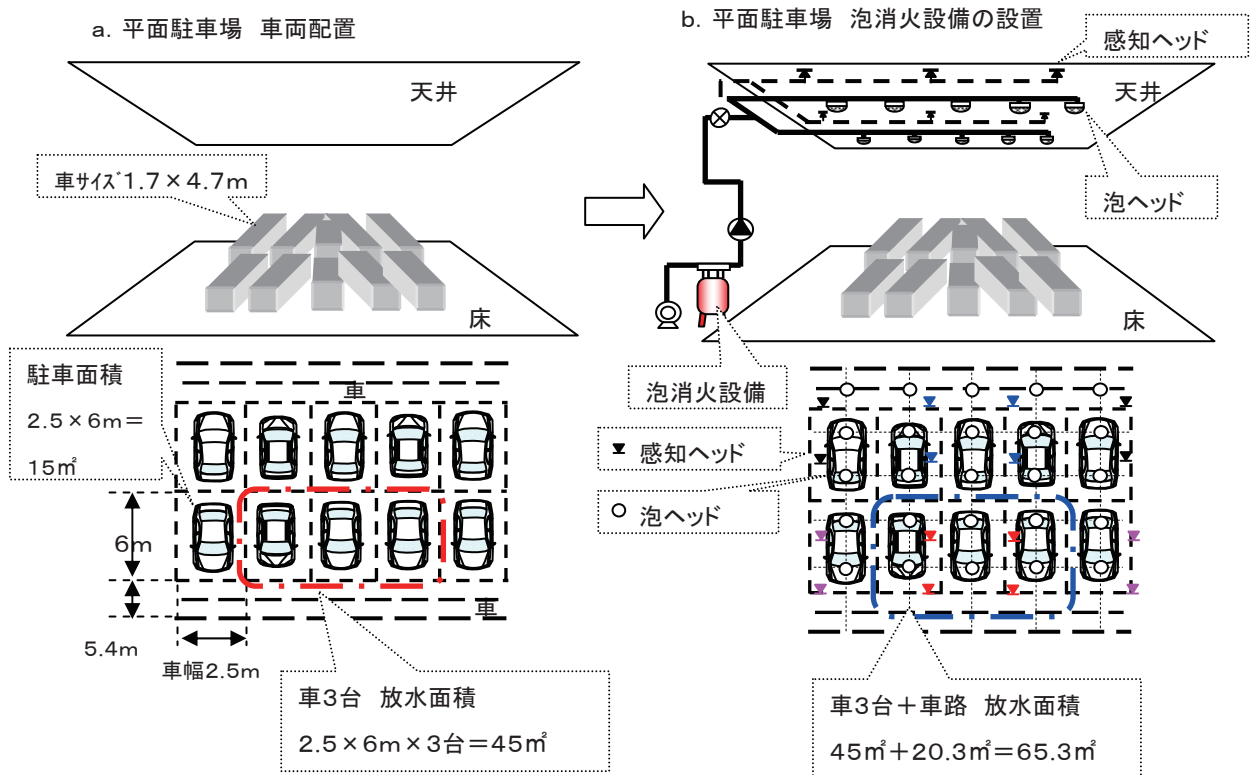 a. 平面駐車場 車両配置
天井
車サイズ1.7×4.7m
床
駐車面積
2.5×6m=
15㎡
車
6m
5.4m
車幅2.5m
車
車3台 放水面積
2.5×6m×3台=45㎡
b. 平面駐車場 泡消火設備の設置
感知ヘッド
天井
泡ヘッド
床
泡消火設備
感知ヘッド
泡ヘッド
車3台+車路 放水面積
45㎡+20.3㎡=65.3㎡